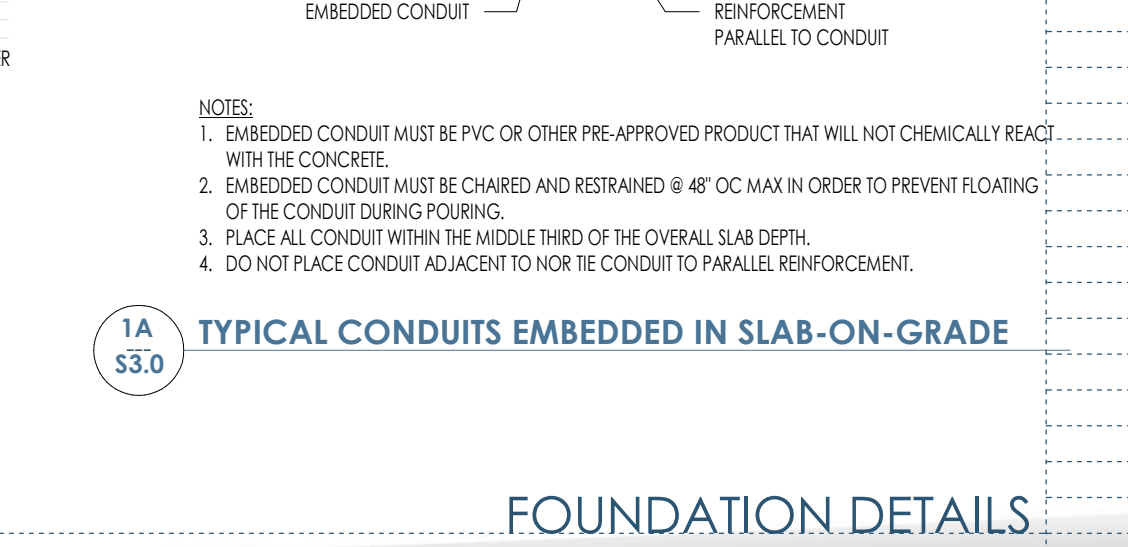 EMBEDDED CONDUIT
REINFORCEMENT
PARALLEL TO CONDUIT
ER
NOTES:
1. EMBEDDED CONDUIT MUST BE PVC OR OTHER PRE-APPROVED PRODUCT THAT WILL NOT CHEMICALLY REACT
WITH THE CONCRETE.
2. EMBEDDED CONDUIT MUST BE CHAIRED AND RESTRAINED @ 48" OC MAX IN ORDER TO PREVENT FLOATING
OF THE CONDUIT DURING POURING.
3. PLACE ALL CONDUIT WITHIN THE MIDDLE THIRD OF THE OVERALL SLAB DEPTH.
4. DO NOT PLACE CONDUIT ADJACENT TO NOR TIE CONDUIT TO PARALLEL REINFORCEMENT.
1A
---
S3.0
TYPICAL CONDUITS EMBEDDED IN SLAB-ON-GRADE
FOUNDATION DETAILS